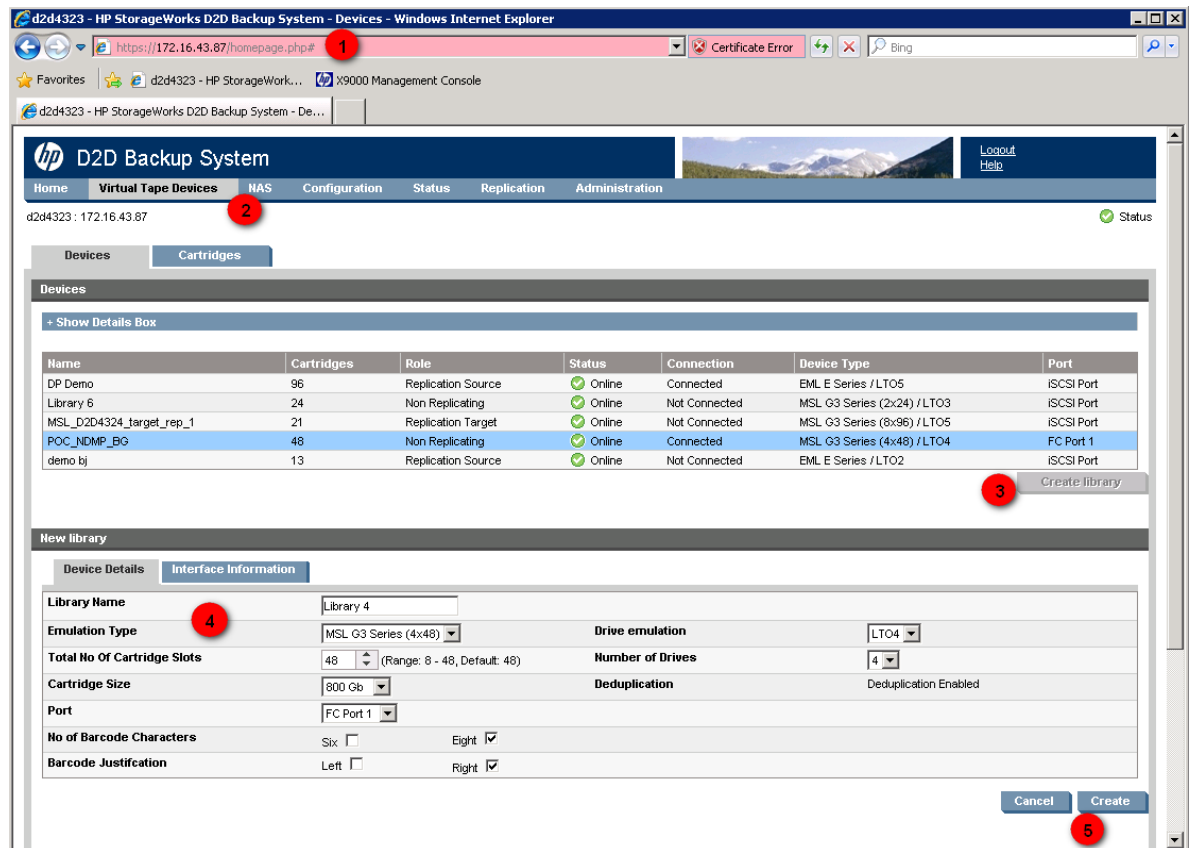 d2d4323 - HP StorageWorks D2D Backup System - Devices - Windows Internet Explorer
https://172.16.43.87/homepage.php#
1
Certificate Error
Bing
Favorites
d2d4323 - HP StorageWork...
X9000 Management Console
d2d4323 - HP StorageWorks D2D Backup System - De...
hp
D2D Backup System
Logout
Help
Home Virtual Tape Devices NAS Configuration Status Replication Administration
2
d2d4323 : 172.16.43.87
Status
Devices Cartridges
Devices
+ Show Details Box
Name Cartridges Role Status Connection Device Type Port
DP Demo 96 Replication Source Online Connected EML E Series / LTO5 iSCSI Port
Library 6 24 Non Replicating Online Not Connected MSL G3 Series (2x24) / LTO3 iSCSI Port
MSL_D2D4324_target_rep_1 21 Replication Target Online Not Connected MSL G3 Series (8x96) / LTO5 iSCSI Port
POC_NDMP_BG 48 Non Replicating Online Connected MSL G3 Series (4x48) / LTO4 FC Port 1
demo bj 13 Replication Source Online Not Connected EML E Series / LTO2 iSCSI Port
3
Create library
New library
Device Details Interface Information
Library Name Library 4
4
Emulation Type MSL G3 Series (4x48) Drive emulation LTO4
Total No Of Cartridge Slots 48 (Range: 8 - 48, Default: 48) Number of Drives 4
Cartridge Size 800 Gb Deduplication Deduplication Enabled
Port FC Port 1
No of Barcode Characters Six Eight
Barcode Justifcation Left Right
Cancel Create
5